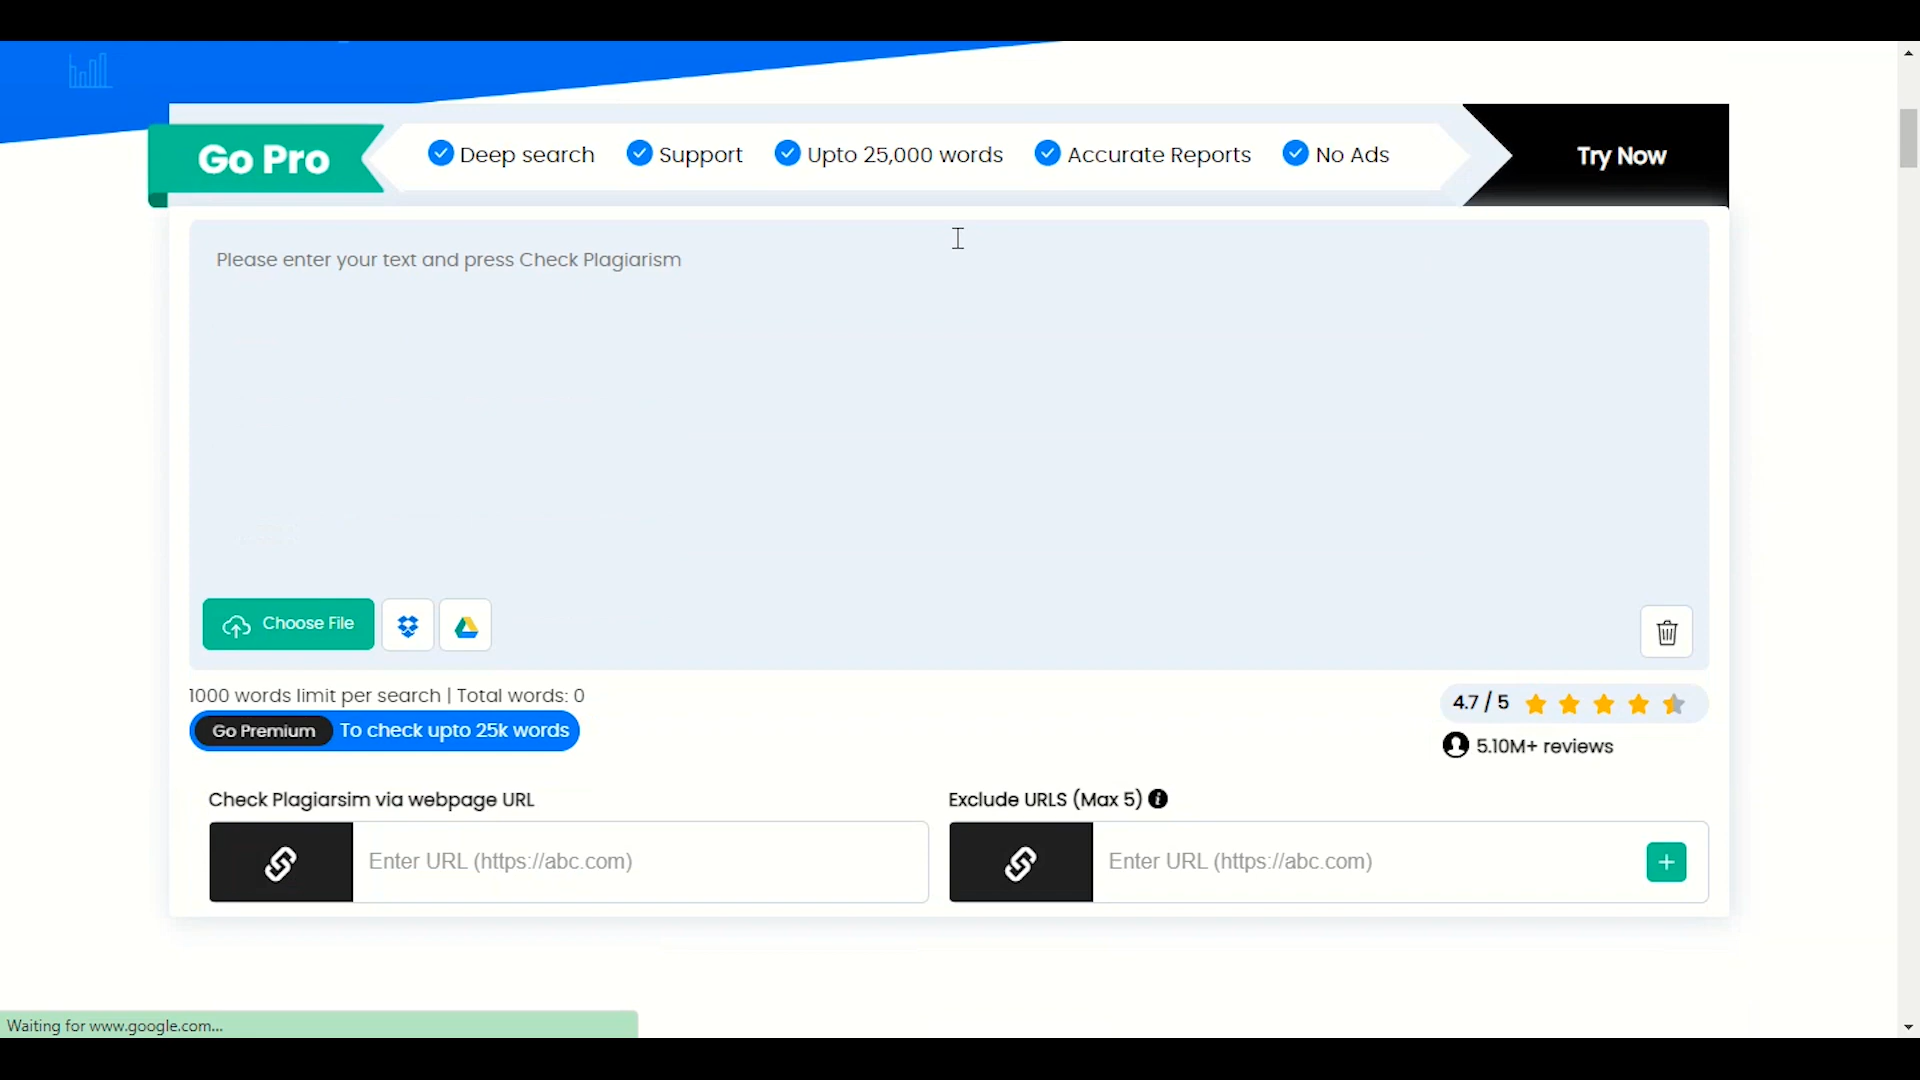 Go Pro
Deep search Support Upto 25,000 words Accurate Reports No Ads
Try Now
Please enter your text and press Check Plagiarism
Choose File
1000 words limit per search | Total words: 0
Go Premium To check upto 25k words
4.7 / 5
5.10M+ reviews
Check Plagiarsim via webpage URL
Enter URL (https://abc.com)
Exclude URLS (Max 5)
Enter URL (https://abc.com)
Waiting for www.google.com...